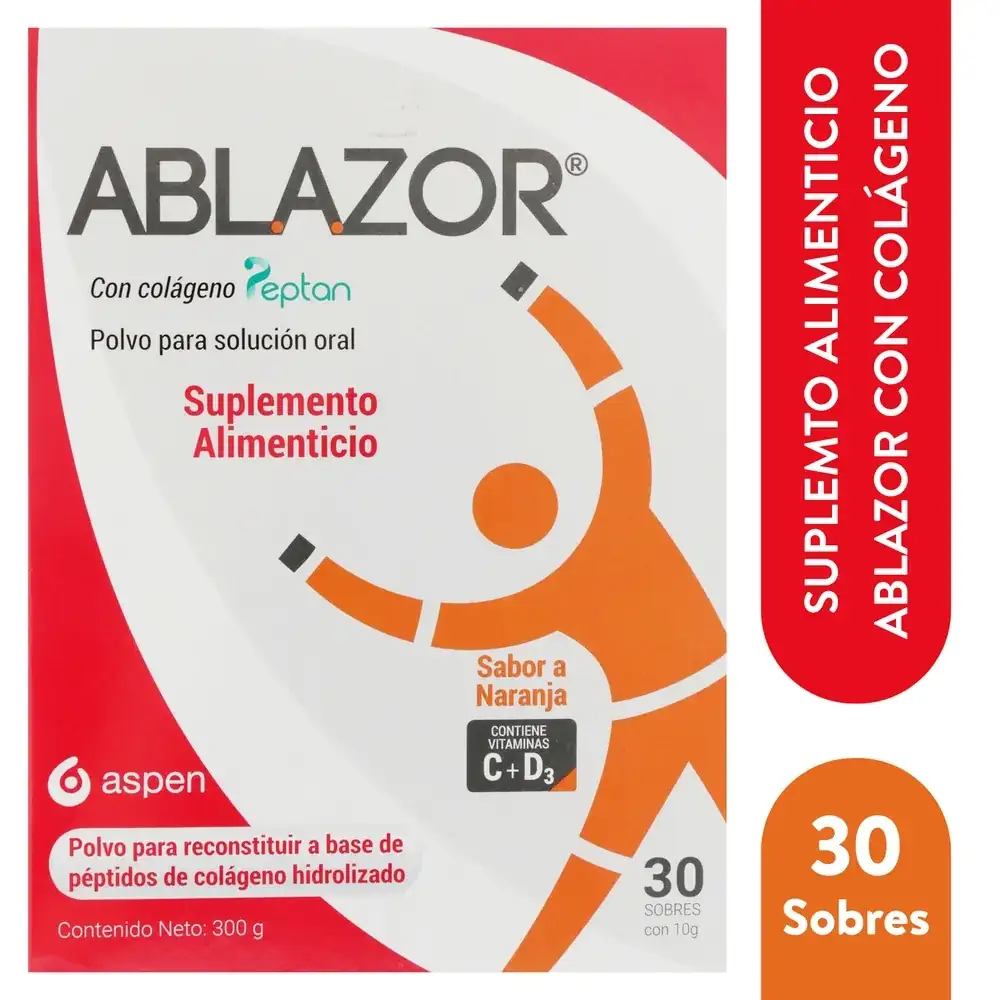 ABLAZOR®
Con colágeno Peptan
Polvo para solución oral
Suplemento
Alimenticio
Sabor a
Naranja
CONTIENE
VITAMINAS
C+D3
aspen
Polvo para reconstituir a base de
péptidos de colágeno hidrolizado
Contenido Neto: 300 g
30
SOBRES
con 10g
SUPLEMTO ALIMENTICIO
ABLAZOR CON COLÁGENO
30
Sobres